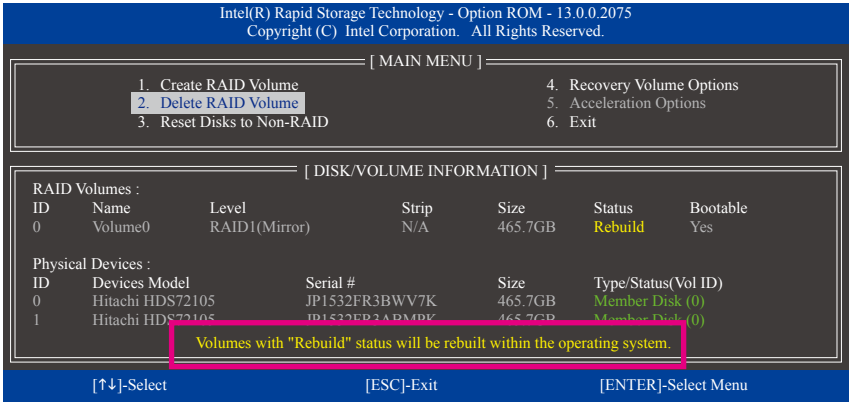 Intel(R) Rapid Storage Technology - Option ROM - 13.0.0.2075
Copyright (C) Intel Corporation. All Rights Reserved.
[ MAIN MENU ]
1. Create RAID Volume
2. Delete RAID Volume
3. Reset Disks to Non-RAID
4. Recovery Volume Options
5. Acceleration Options
6. Exit
[ DISK/VOLUME INFORMATION ]
RAID Volumes :
ID Name Level Strip Size Status Bootable
0 Volume0 RAID1(Mirror) N/A 465.7GB Rebuild Yes
Physical Devices :
ID Devices Model Serial # Size Type/Status(Vol ID)
0 Hitachi HDS72105 JP1532FR3BWV7K 465.7GB Member Disk (0)
1 Hitachi HDS72105 JP1532FR3ABMRK 465.7GB Member Disk (0)
Volumes with "Rebuild" status will be rebuilt within the operating system.
[↑↓]-Select [ESC]-Exit [ENTER]-Select Menu